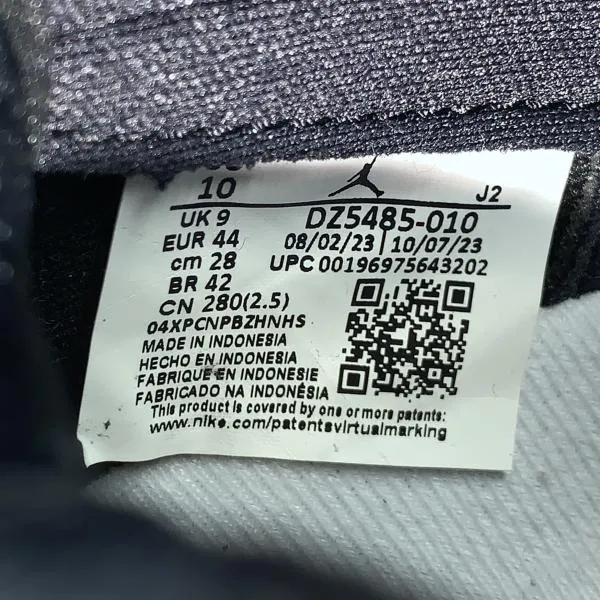 10
J2
UK 9
DZ5485-010
EUR 44
08/02/23 | 10/07/23
cm 28
UPC 00196975643202
BR 42
CN 280(2.5)
04XPCNPBZHNHS
MADE IN INDONESIA
HECHO EN INDONESIA
FABRIQUE EN INDONESIE
FABRICADO NA INDONÉSIA
This product is covered by one or more patents:
www.nike.com/patentsvirtualmarking